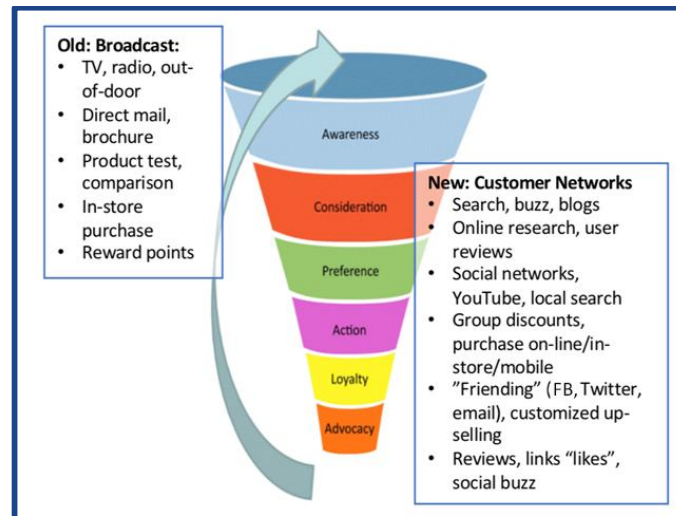 Old: Broadcast:
• TV, radio, out-
of-door
• Direct mail,
brochure
• Product test,
comparison
• In-store
purchase
• Reward points
Awareness
Consideration
Preference
Action
Loyalty
Advocacy
New: Customer Networks
• Search, buzz, blogs
• Online research, user
reviews
• Social networks,
YouTube, local search
• Group discounts,
purchase on-line/in-
store/mobile
• ”Friending” (FB, Twitter,
email), customized up-
selling
• Reviews, links “likes”,
social buzz